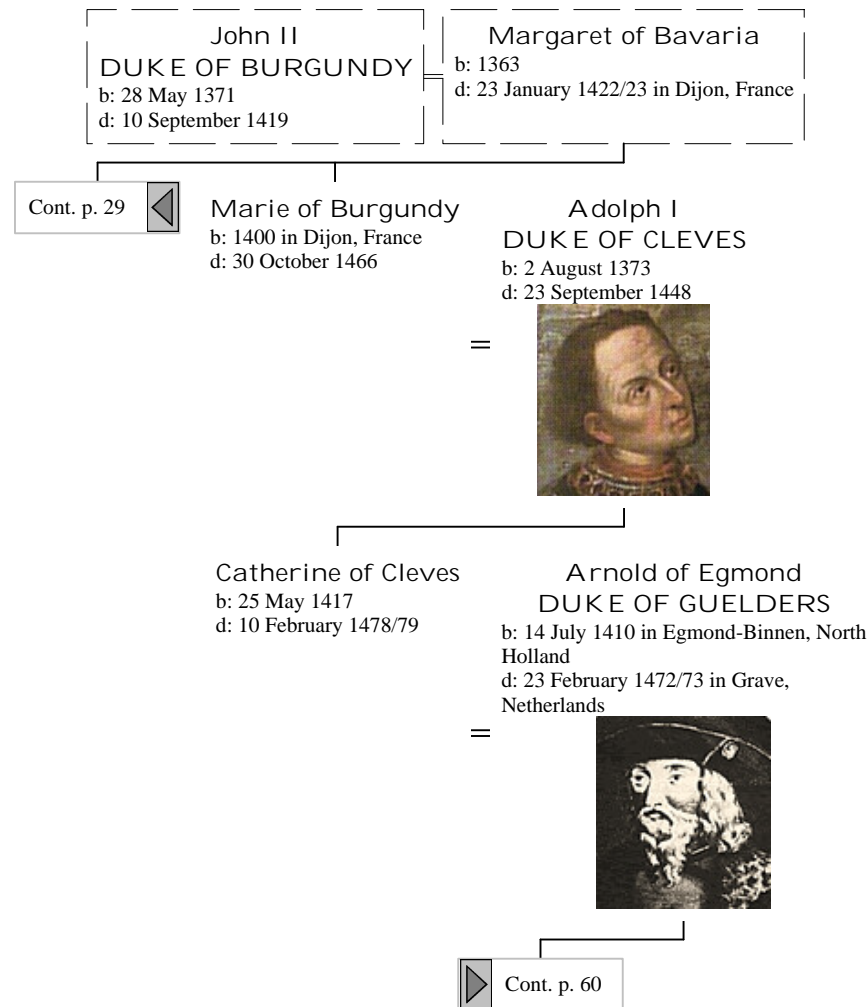 John II
DUKE OF BURGUNDY
b: 28 May 1371
d: 10 September 1419
Margaret of Bavaria
b: 1363
d: 23 January 1422/23 in Dijon, France
Cont. p. 29
Marie of Burgundy
b: 1400 in Dijon, France
d: 30 October 1466
Adolph I
DUKE OF CLEVES
b: 2 August 1373
d: 23 September 1448
=
Catherine of Cleves
b: 25 May 1417
d: 10 February 1478/79
Arnold of Egmond
DUKE OF GUELDERS
b: 14 July 1410 in Egmond-Binnen, North
Holland
d: 23 February 1472/73 in Grave,
Netherlands
=
Cont. p. 60